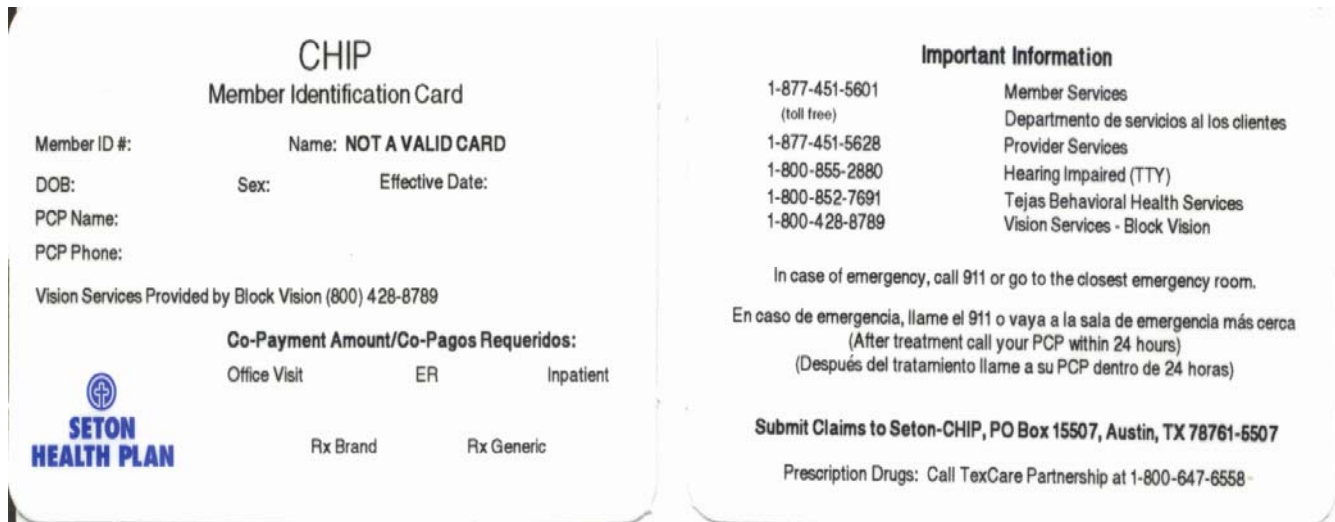 CHIP
Member Identification Card
Member ID #: Name: NOT A VALID CARD
DOB: Sex: Effective Date:
PCP Name:
PCP Phone:
Vision Services Provided by Block Vision (800) 428-8789
Co-Payment Amount/Co-Pagos Requeridos:
Office Visit ER Inpatient
Rx Brand Rx Generic
SETON
HEALTH PLAN
Important Information
1-877-451-5601 Member Services
(toll free) Departmento de servicios al los clientes
1-877-451-5628 Provider Services
1-800-855-2880 Hearing Impaired (TTY)
1-800-852-7691 Tejas Behavioral Health Services
1-800-428-8789 Vision Services - Block Vision
In case of emergency, call 911 or go to the closest emergency room.
En caso de emergencia, llame el 911 o vaya a la sala de emergencia más cerca
(After treatment call your PCP within 24 hours)
(Después del tratamiento llame a su PCP dentro de 24 horas)
Submit Claims to Seton-CHIP, PO Box 15507, Austin, TX 78761-5507
Prescription Drugs: Call TexCare Partnership at 1-800-647-6558